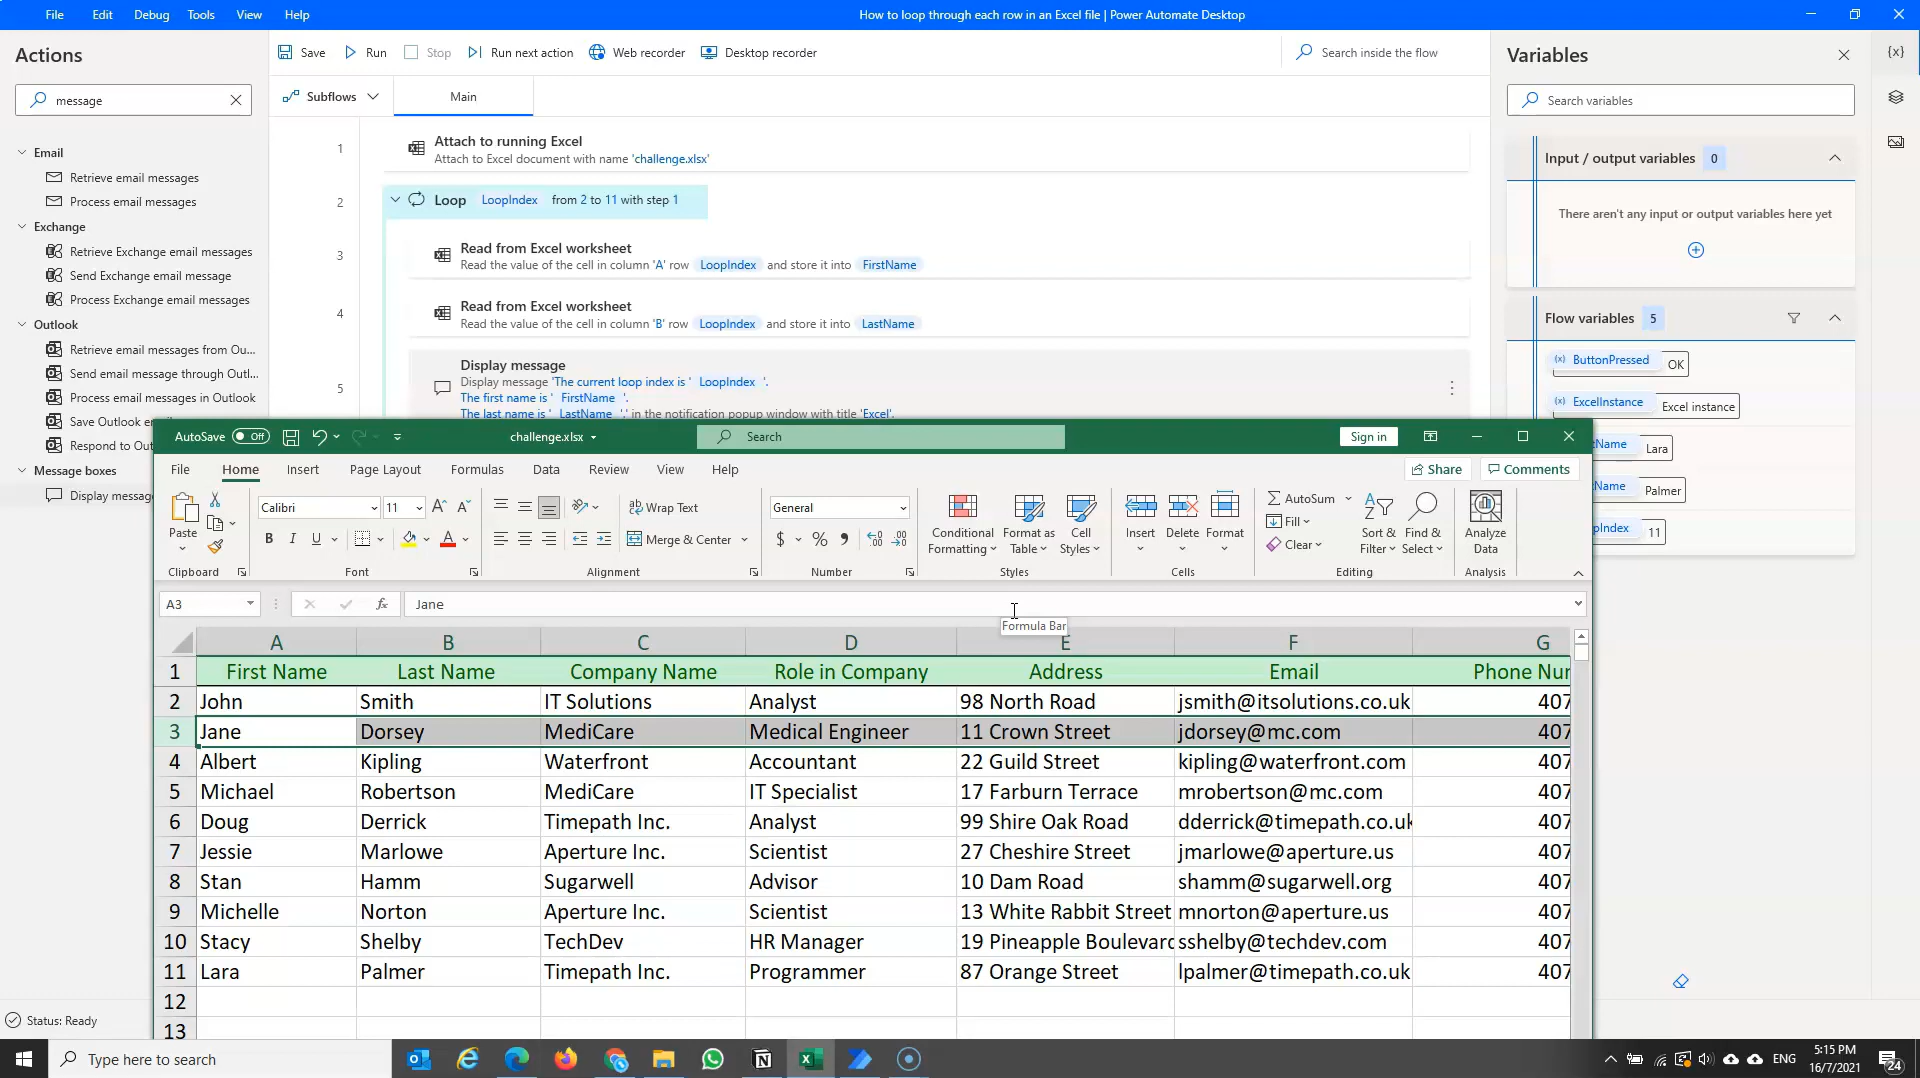 File Edit Debug Tools View Help
How to loop through each row in an Excel file | Power Automate Desktop
Actions
message
Email
Retrieve email messages
Process email messages
Exchange
Retrieve Exchange email messages
Send Exchange email message
Process Exchange email messages
Outlook
Retrieve email messages from Ou...
Send email message through Outl...
Process email messages in Outlook
Save Outlook e
Respond to Out
Message boxes
Display message
Save Run Stop Run next action Web recorder Desktop recorder
Search inside the flow
Subflows Main
1
Attach to running Excel
Attach to Excel document with name 'challenge.xlsx'
2
Loop LoopIndex from 2 to 11 with step 1
3
Read from Excel worksheet
Read the value of the cell in column 'A' row LoopIndex and store it into FirstName
4
Read from Excel worksheet
Read the value of the cell in column 'B' row LoopIndex and store it into LastName
5
Display message
Display message 'The current loop index is ' LoopIndex '.
The first name is ' FirstName '.
The last name is ' LastName '.' in the notification popup window with title 'Excel'.
Variables
{x}
Search variables
Input / output variables 0
There aren't any input or output variables here yet
Flow variables 5
(x) ButtonPressed OK
(x) ExcelInstance Excel instance
tName Lara
Name Palmer
pIndex 11
AutoSave Off
challenge.xlsx
Search
Sign in
File Home Insert Page Layout Formulas Data Review View Help
Share Comments
Paste
Clipboard
Calibri 11
B I U A
Font
Wrap Text
Merge & Center
Alignment
General
$ % ,
Number
Conditional Formatting
Format as Table
Cell Styles
Styles
Insert Delete Format
Cells
AutoSum
Fill
Clear
Sort & Filter
Find & Select
Editing
Analyze Data
Analysis
A3 fx Jane
Formula Bar
A B C D E F G
1 First Name Last Name Company Name Role in Company Address Email Phone Nur
2 John Smith IT Solutions Analyst 98 North Road jsmith@itsolutions.co.uk 407
3 Jane Dorsey MediCare Medical Engineer 11 Crown Street jdorsey@mc.com 407
4 Albert Kipling Waterfront Accountant 22 Guild Street kipling@waterfront.com 407
5 Michael Robertson MediCare IT Specialist 17 Farburn Terrace mrobertson@mc.com 407
6 Doug Derrick Timepath Inc. Analyst 99 Shire Oak Road dderrick@timepath.co.uk 407
7 Jessie Marlowe Aperture Inc. Scientist 27 Cheshire Street jmarlowe@aperture.us 407
8 Stan Hamm Sugarwell Advisor 10 Dam Road shamm@sugarwell.org 407
9 Michelle Norton Aperture Inc. Scientist 13 White Rabbit Street mnorton@aperture.us 407
10 Stacy Shelby TechDev HR Manager 19 Pineapple Boulevard sshelby@techdev.com 407
11 Lara Palmer Timepath Inc. Programmer 87 Orange Street lpalmer@timepath.co.uk 407
12
13
Status: Ready
Type here to search
ENG
5:15 PM
16/7/2021
24